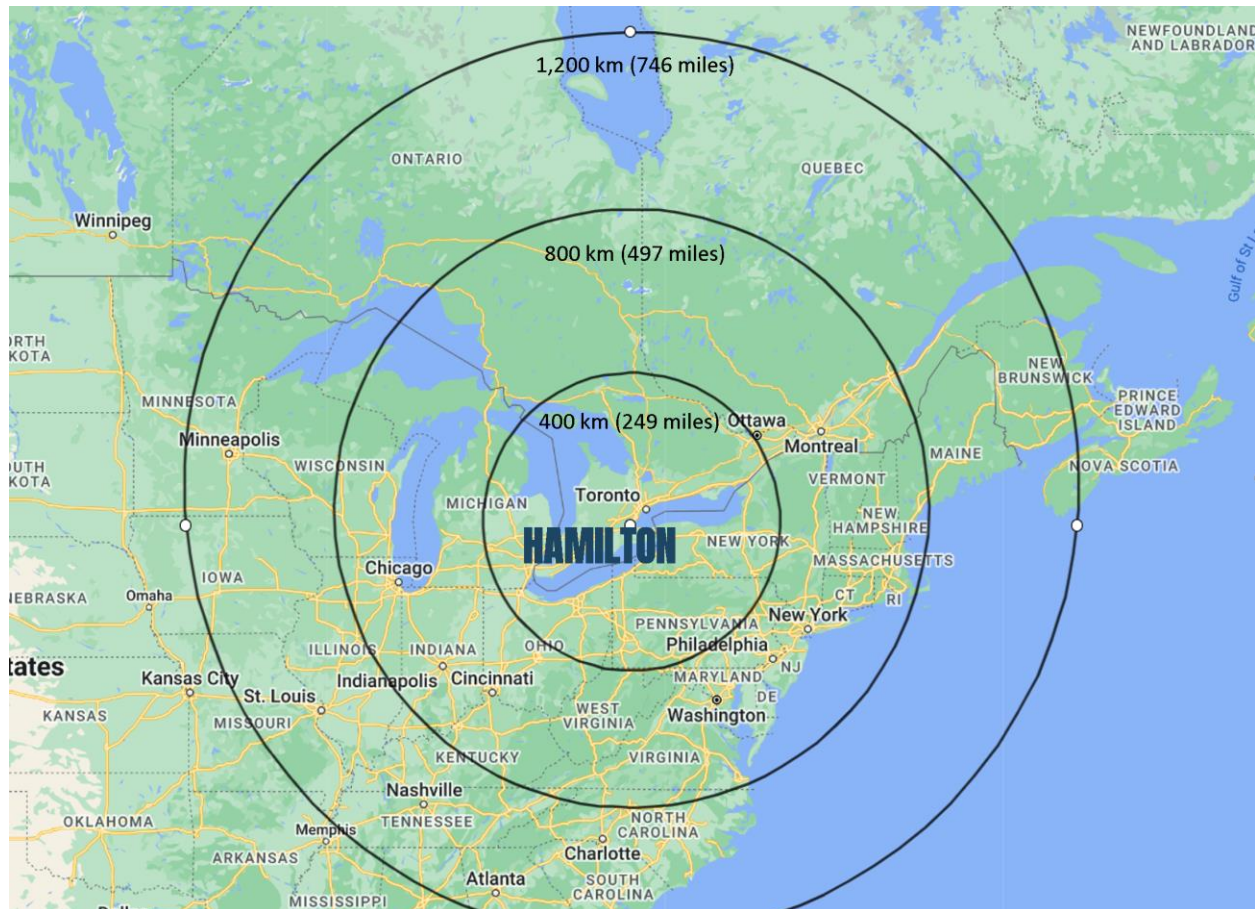 NEWFOUNDLAND
AND LABRADOR
1,200 km (746 miles)
ONTARIO
QUEBEC
Winnipeg
800 km (497 miles)
Gulf of St L
NEW
BRUNSWICK
PRINCE
EDWARD
ISLAND
NOVA SCOTIA
MAINE
MINNESOTA
Minneapolis
WISCONSIN
400 km (249 miles)
Ottawa
Montreal
VERMONT
MICHIGAN
Toronto
NEW
HAMPSHIRE
HAMILTON
NEW YORK
MASSACHUSETTS
CT
RI
Chicago
IOWA
Omaha
New York
PENNSYLVANIA
Philadelphia
NJ
ILLINOIS
INDIANA
OHIO
tates
Kansas City
St. Louis
Indianapolis
Cincinnati
MARYLAND
DE
Washington
KANSAS
MISSOURI
WEST
VIRGINIA
VIRGINIA
KENTUCKY
Nashville
TENNESSEE
NORTH
CAROLINA
OKLAHOMA
Memphis
Charlotte
ARKANSAS
Atlanta
SOUTH
CAROLINA
MISSISSIPPI
ORTH
KOTA
OUTH
KOTA
NEBRASKA